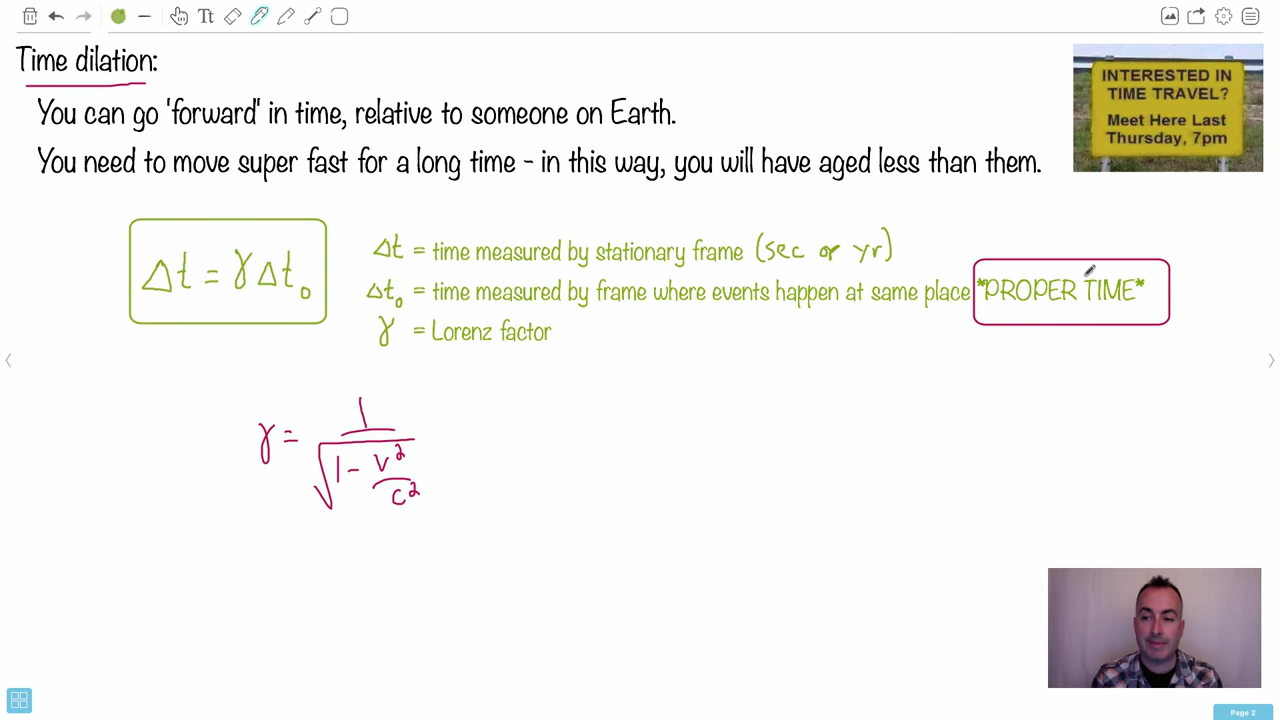 Time dilation:
INTERESTED IN
TIME TRAVEL?
Meet Here Last
Thursday, 7pm
You can go 'forward' in time, relative to someone on Earth.
You need to move super fast for a long time - in this way, you will have aged less than them.
Δt = γΔt₀
Δt = time measured by stationary frame (sec or yr)
Δt₀ = time measured by frame where events happen at same place *PROPER TIME*
γ = Lorenz factor
γ = 1 / √(1 - v²/c²)
Tt
Page 2